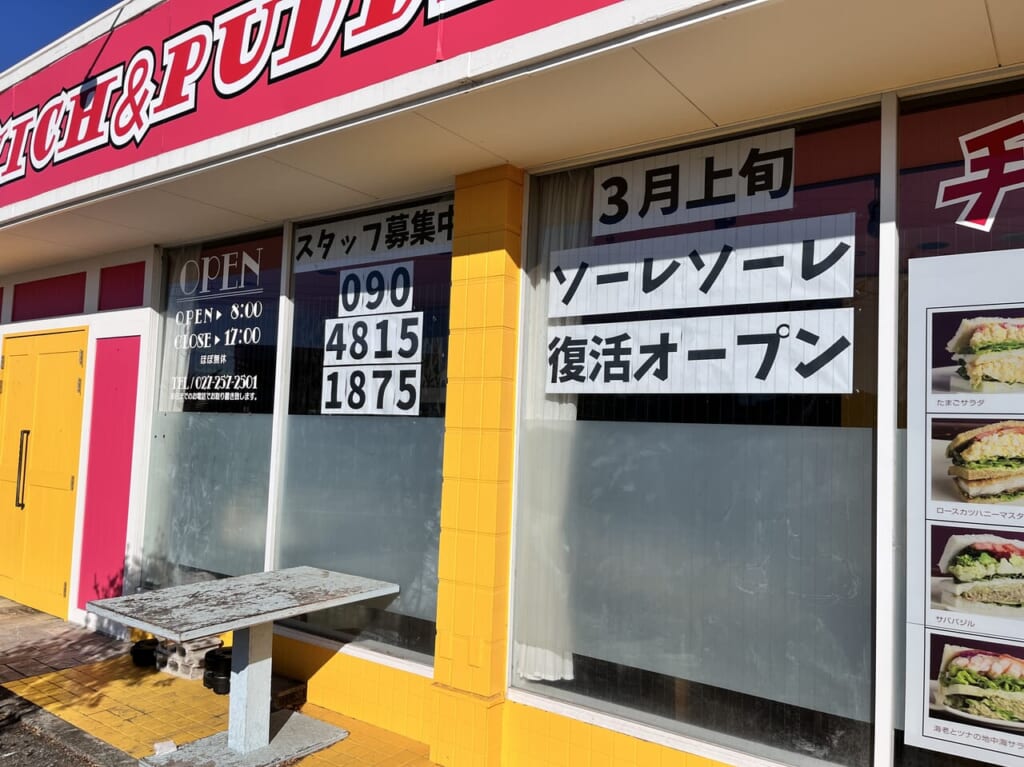 WICH&PUDD
OPEN
OPEN▶ 8:00
CLOSE▶ 17:00
ほぼ無休
TEL/027-257-2501
スタッフ募集中
090
4815
1875
3月上旬
ソーレソーレ
復活オープン
たまごサラダ
ロースカツハニーマスタ
サババジル
海老とツナの地中海サラ